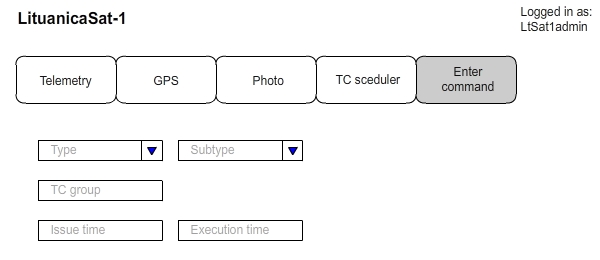 LituanicaSat-1
Logged in as:
LtSat1admin
Telemetry
GPS
Photo
TC sceduler
Enter
command
Type
Subtype
TC group
Issue time
Execution time